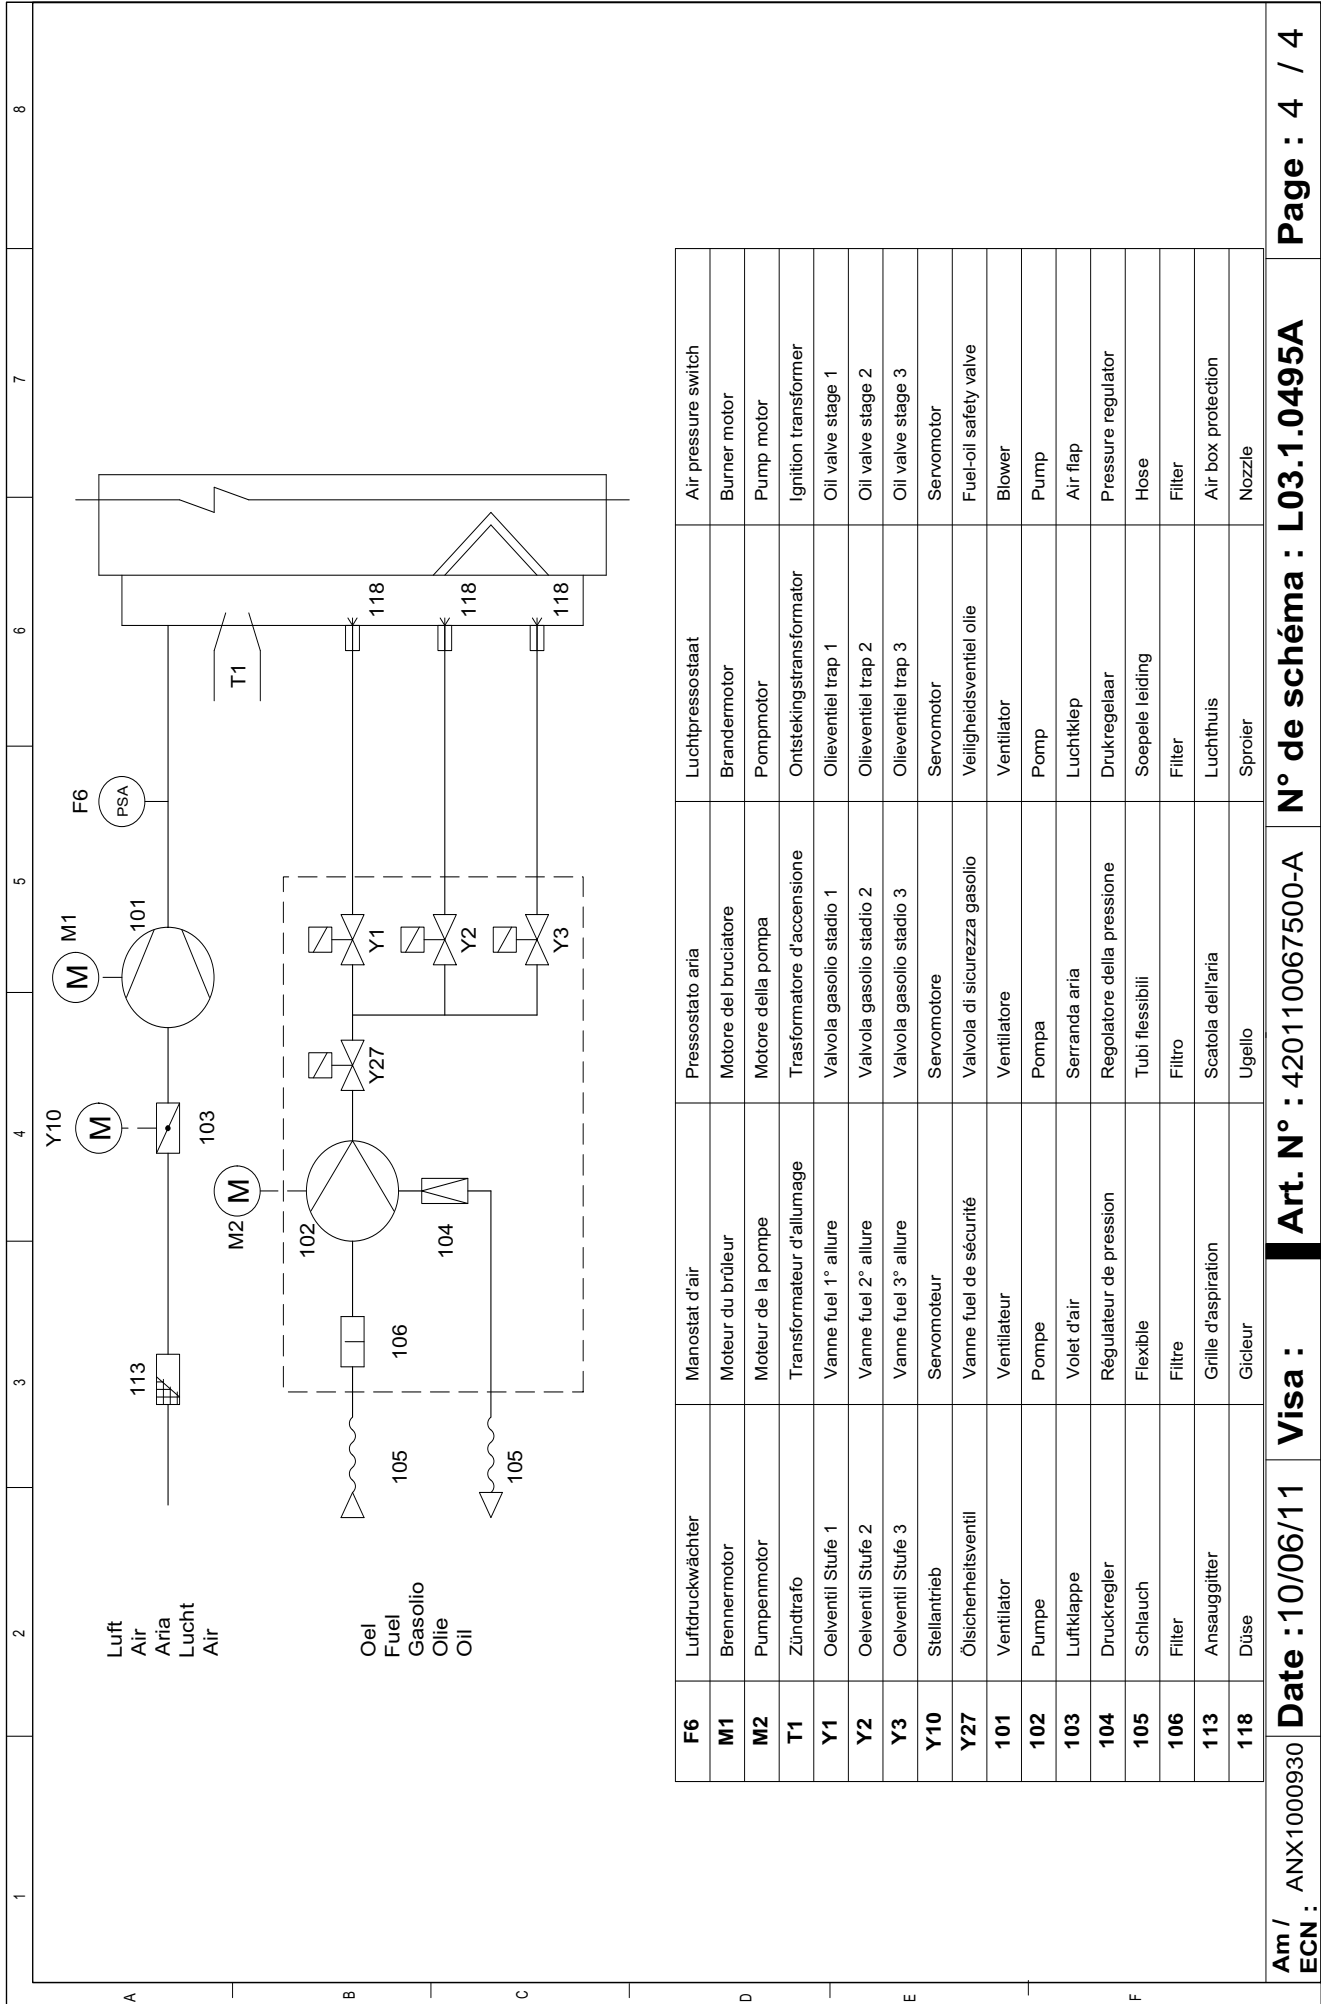 1 2 3 4 5 6 7 8
A
B
C
D
E
F
Luft
Air
Aria
Lucht
Air
113
Y10
M
103
M1
M
101
F6
PSA
T1
Oel
Fuel
Gasolio
Olie
Oil
105
105
106
M2
M
102
104
Y27
Y1
Y2
Y3
118
118
118
F6 Luftdruckwächter Manostat d'air Pressostato aria Luchtpressostaat Air pressure switch
M1 Brennermotor Moteur du brûleur Motore del bruciatore Brandermotor Burner motor
M2 Pumpenmotor Moteur de la pompe Motore della pompa Pompmotor Pump motor
T1 Zündtrafo Transformateur d'allumage Trasformatore d'accensione Ontstekingstransformator Ignition transformer
Y1 Oelventil Stufe 1 Vanne fuel 1° allure Valvola gasolio stadio 1 Olieventiel trap 1 Oil valve stage 1
Y2 Oelventil Stufe 2 Vanne fuel 2° allure Valvola gasolio stadio 2 Olieventiel trap 2 Oil valve stage 2
Y3 Oelventil Stufe 3 Vanne fuel 3° allure Valvola gasolio stadio 3 Olieventiel trap 3 Oil valve stage 3
Y10 Stellantrieb Servomoteur Servomotore Servomotor Servomotor
Y27 Ölsicherheitsventil Vanne fuel de sécurité Valvola di sicurezza gasolio Veiligheidsventiel olie Fuel-oil safety valve
101 Ventilator Ventilateur Ventilatore Ventilator Blower
102 Pumpe Pompe Pompa Pomp Pump
103 Luftklappe Volet d'air Serranda aria Luchtklep Air flap
104 Druckregler Régulateur de pression Regolatore della pressione Drukregelaar Pressure regulator
105 Schlauch Flexible Tubi flessibili Soepele leiding Hose
106 Filter Filtre Filtro Filter Filter
113 Ansauggitter Grille d'aspiration Scatola dell'aria Luchthuis Air box protection
118 Düse Gicleur Ugello Sproier Nozzle
Am / ECN : ANX1000930 Date :10/06/11 Visa : Art. N° : 420110067500-A N° de schéma : L03.1.0495A Page : 4 / 4